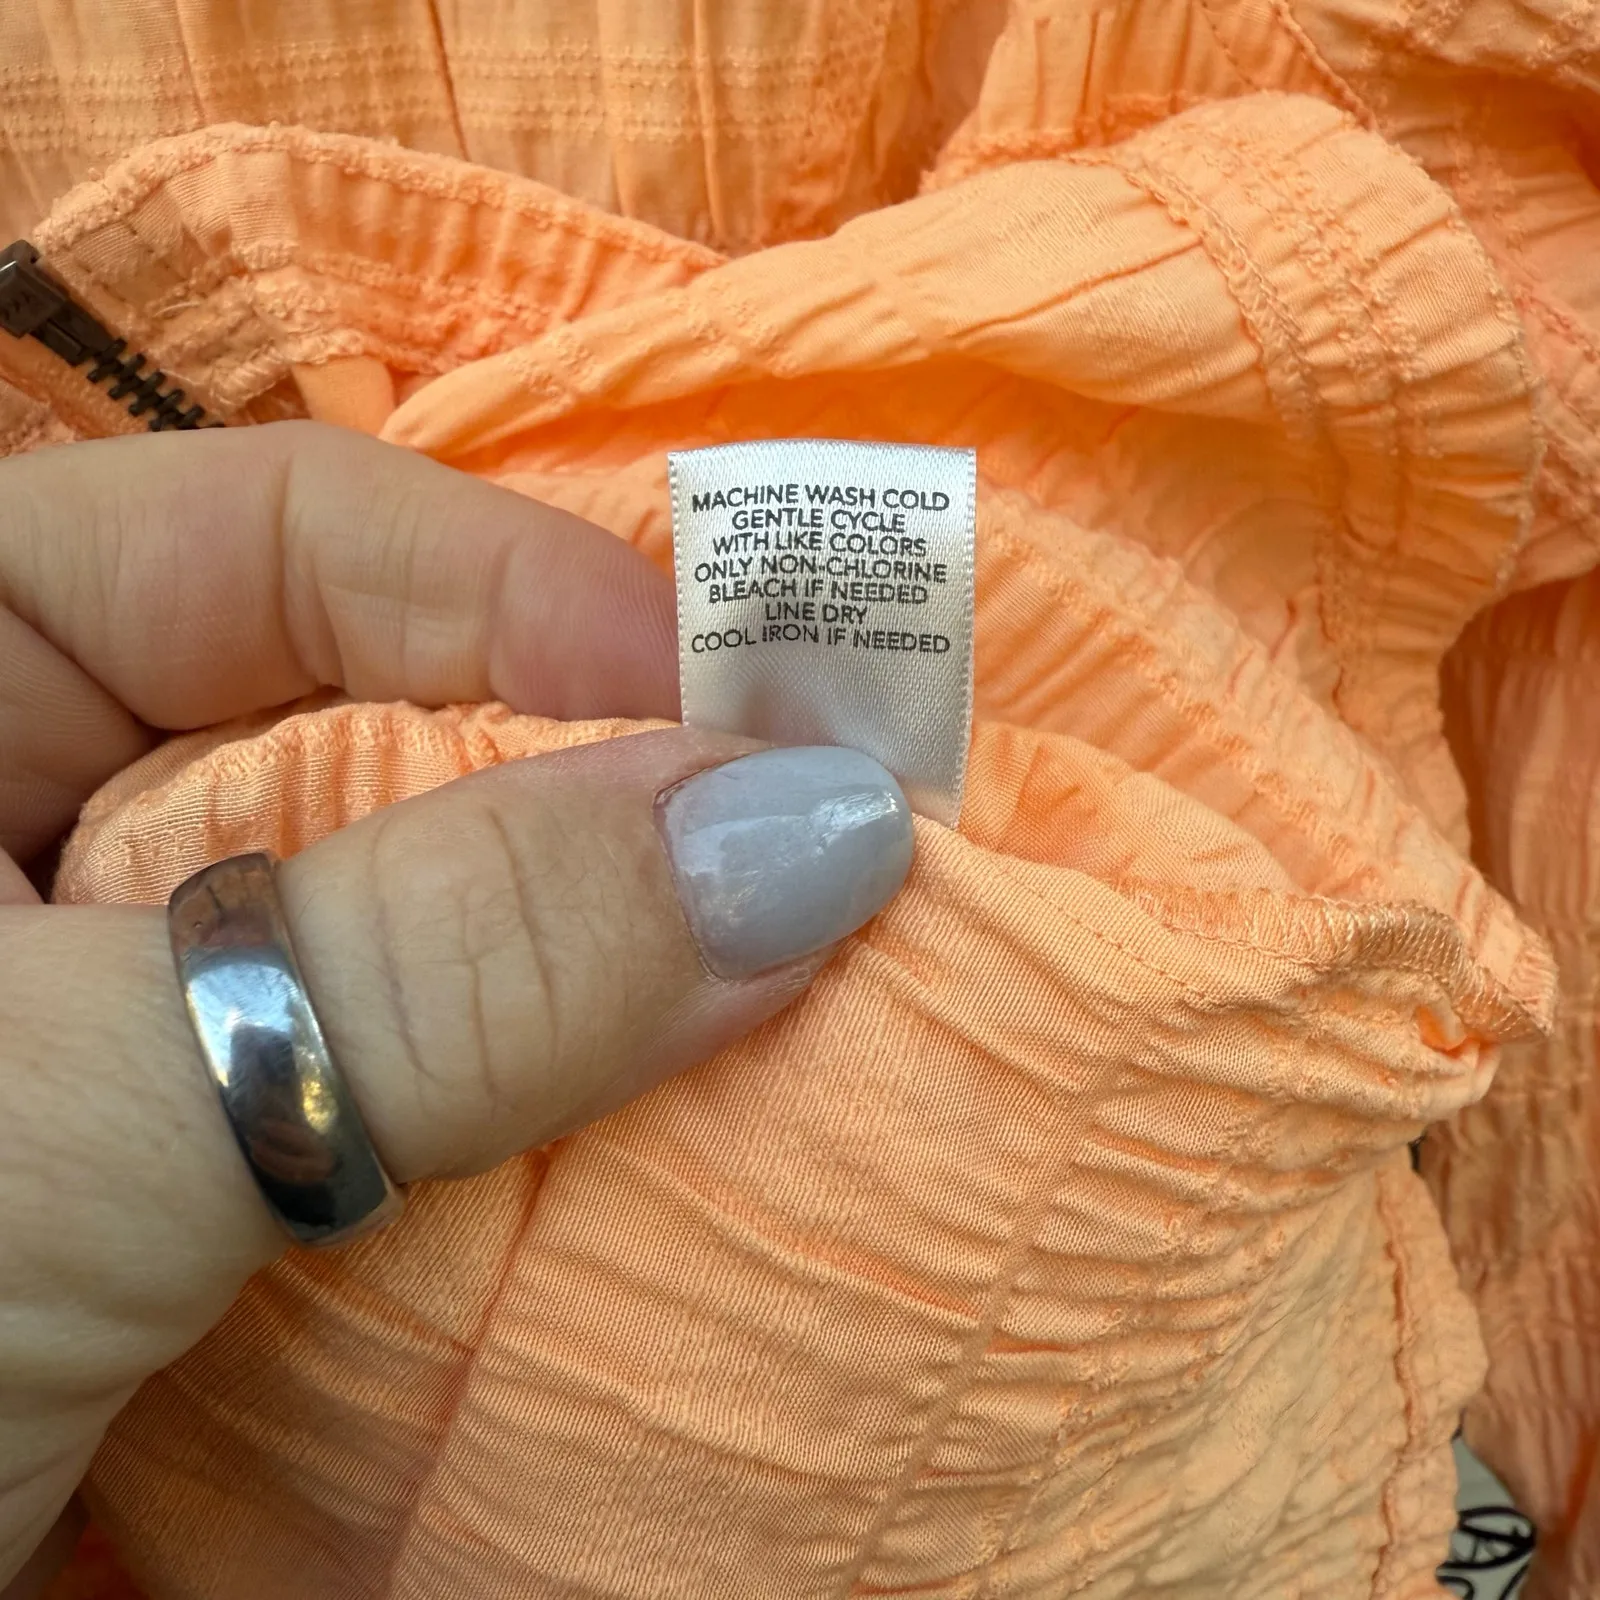 MACHINE WASH COLD
GENTLE CYCLE
WITH LIKE COLORS
ONLY NON-CHLORINE
BLEACH IF NEEDED
LINE DRY
COOL IRON IF NEEDED